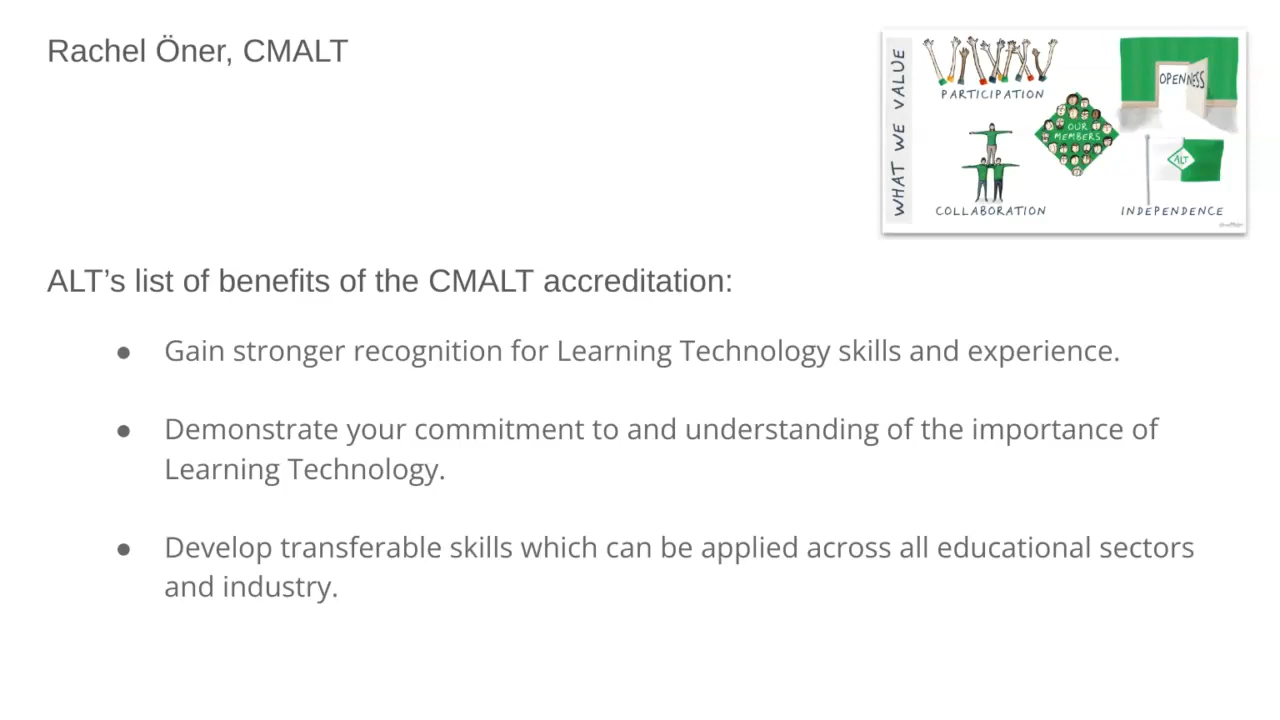 Rachel Öner, CMALT
WHAT WE VALUE
PARTICIPATION
OPENNESS
OUR
MEMBERS
ALT
COLLABORATION
INDEPENDENCE
ALT’s list of benefits of the CMALT accreditation:
● Gain stronger recognition for Learning Technology skills and experience.
● Demonstrate your commitment to and understanding of the importance of
Learning Technology.
● Develop transferable skills which can be applied across all educational sectors
and industry.